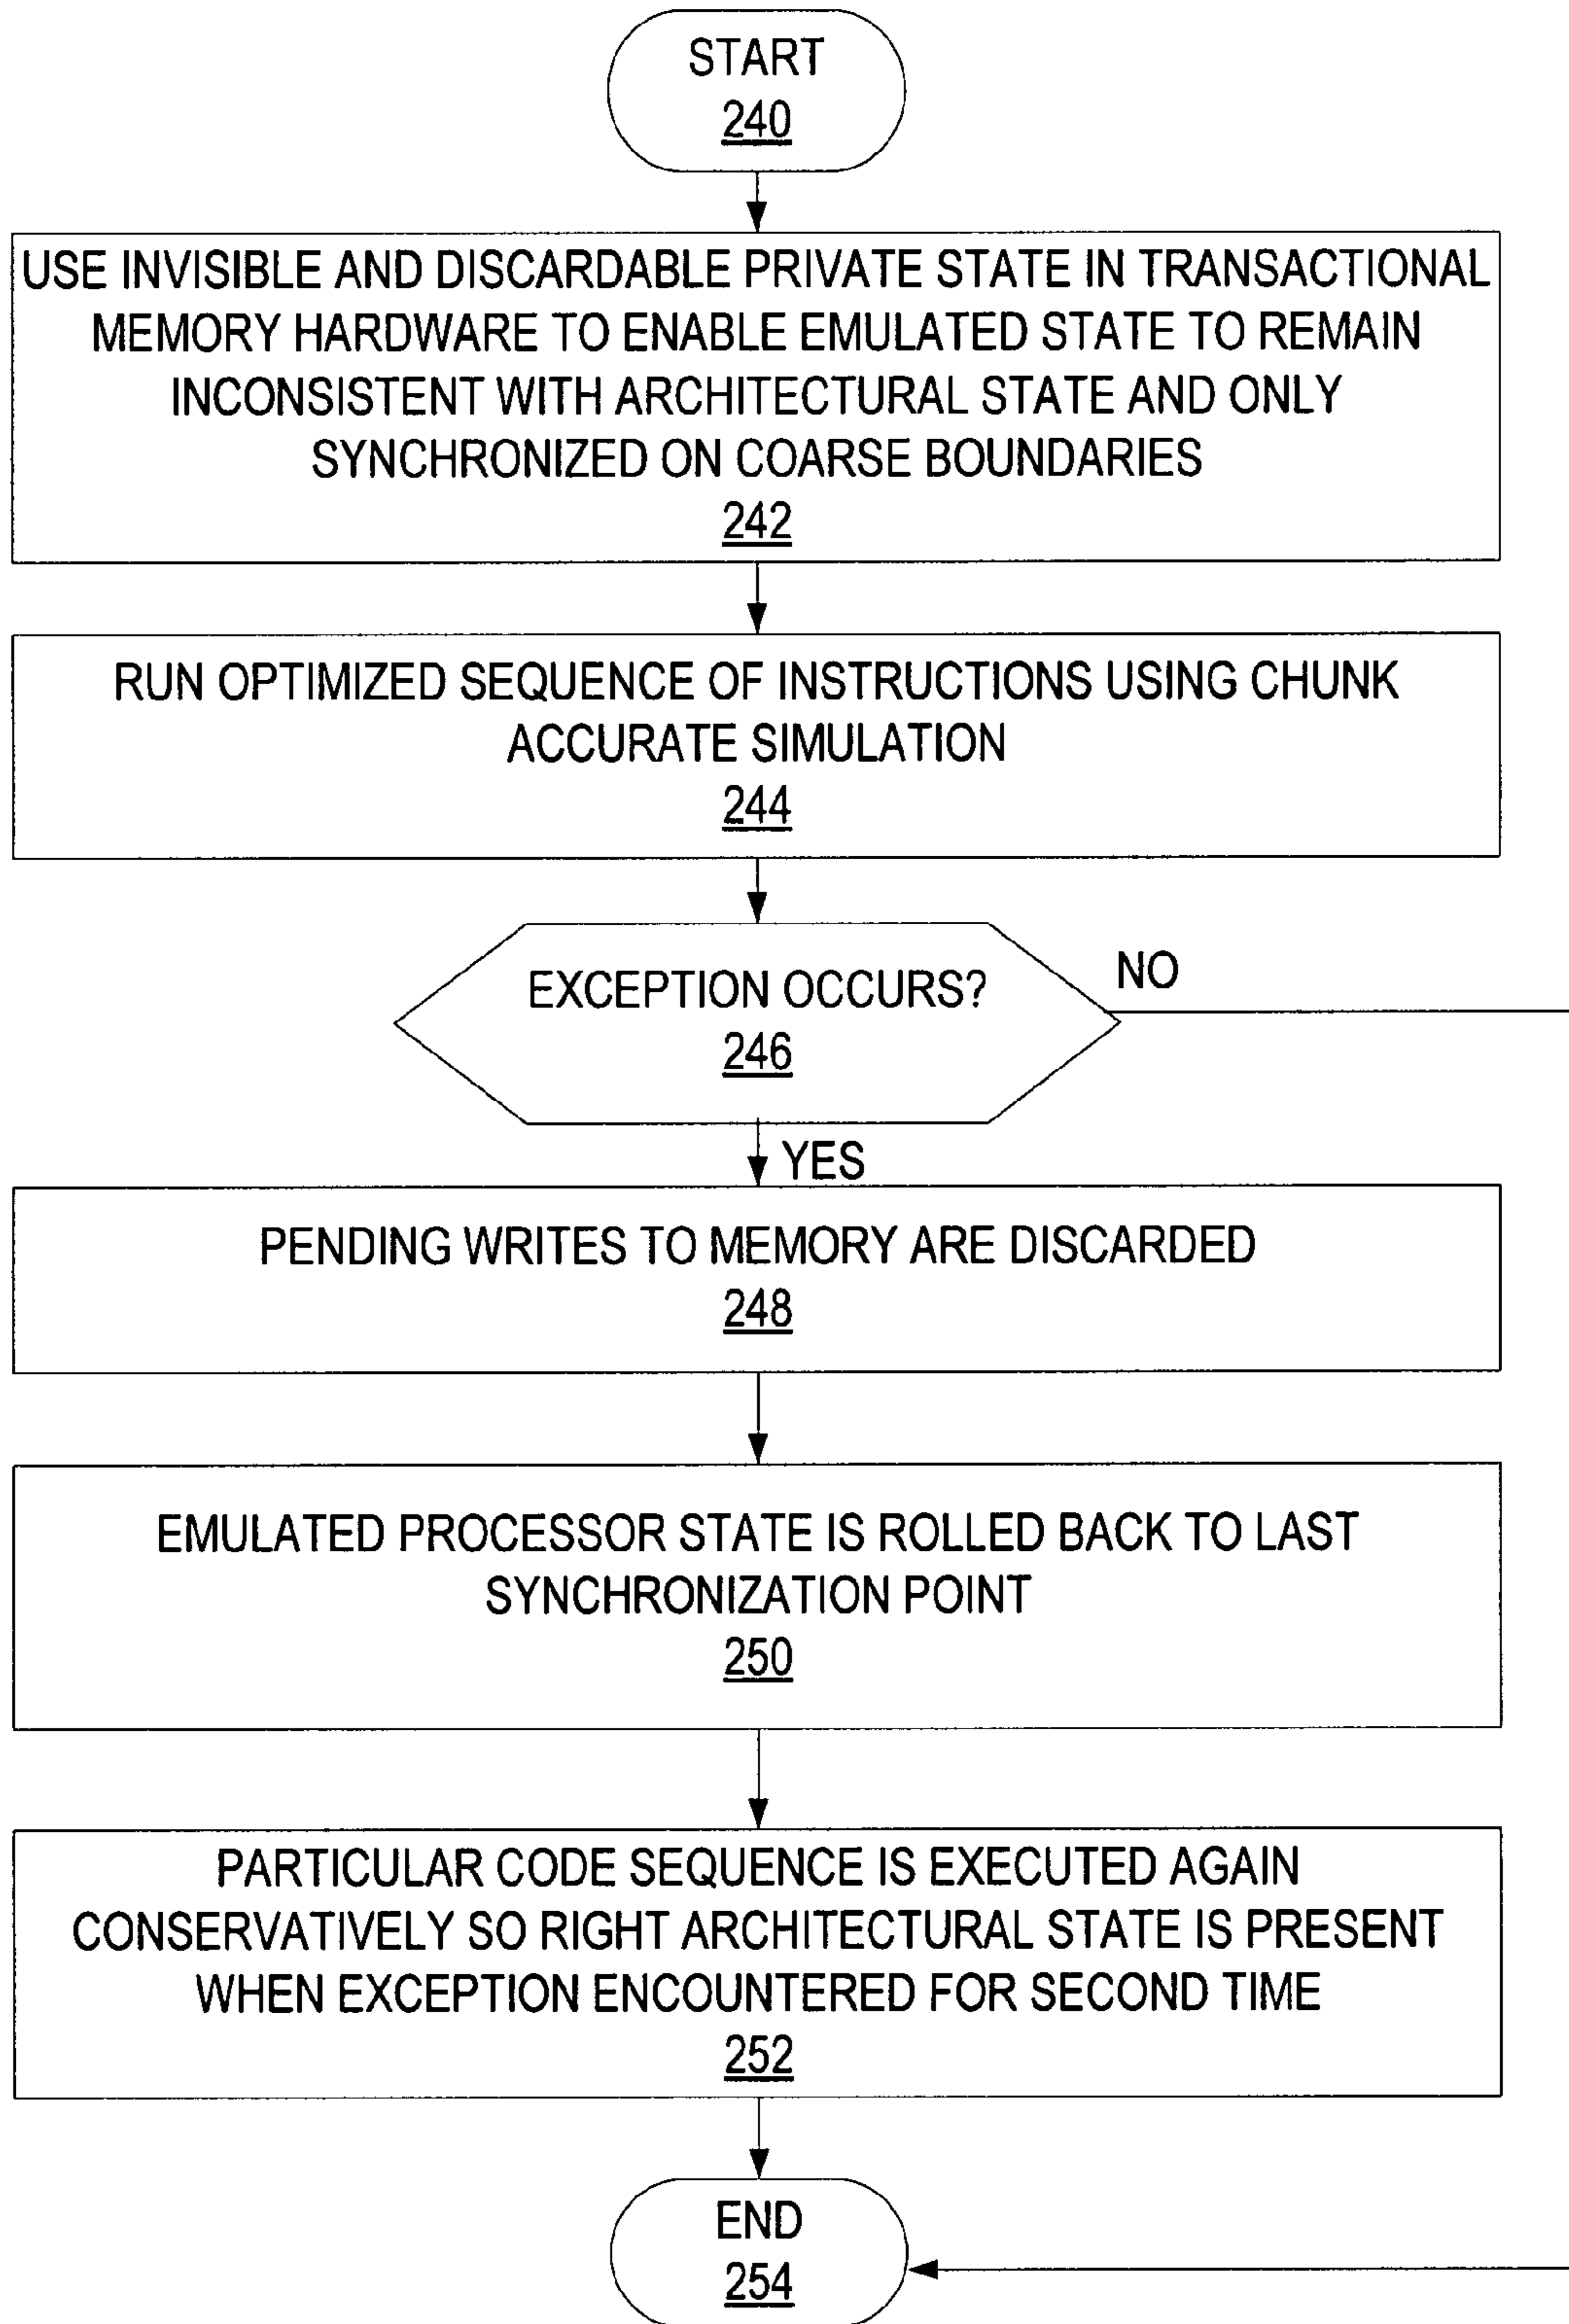 START
240
USE INVISIBLE AND DISCARDABLE PRIVATE STATE IN TRANSACTIONAL
MEMORY HARDWARE TO ENABLE EMULATED STATE TO REMAIN
INCONSISTENT WITH ARCHITECTURAL STATE AND ONLY
SYNCHRONIZED ON COARSE BOUNDARIES
242
RUN OPTIMIZED SEQUENCE OF INSTRUCTIONS USING CHUNK
ACCURATE SIMULATION
244
EXCEPTION OCCURS?
246
NO
YES
PENDING WRITES TO MEMORY ARE DISCARDED
248
EMULATED PROCESSOR STATE IS ROLLED BACK TO LAST
SYNCHRONIZATION POINT
250
PARTICULAR CODE SEQUENCE IS EXECUTED AGAIN
CONSERVATIVELY SO RIGHT ARCHITECTURAL STATE IS PRESENT
WHEN EXCEPTION ENCOUNTERED FOR SECOND TIME
252
END
254